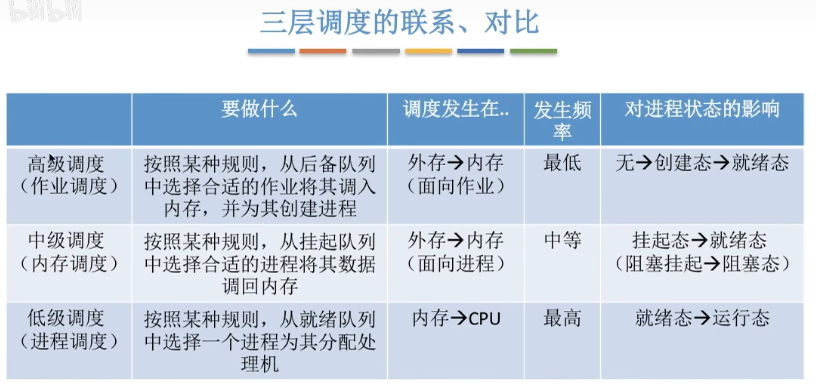 三层调度的联系、对比
要做什么
调度发生在..
发生频
率
对进程状态的影响
高级调度
（作业调度）
按照某种规则，从后备队列
中选择合适的作业将其调入
内存，并为其创建进程
外存→内存
（面向作业）
最低
无→创建态→就绪态
中级调度
（内存调度）
按照某种规则，从挂起队列
中选择合适的进程将其数据
调回内存
外存→内存
（面向进程）
中等
挂起态→就绪态
（阻塞挂起→阻塞态）
低级调度
（进程调度）
按照某种规则，从就绪队列
中选择一个进程为其分配处
理机
内存→CPU
最高
就绪态→运行态